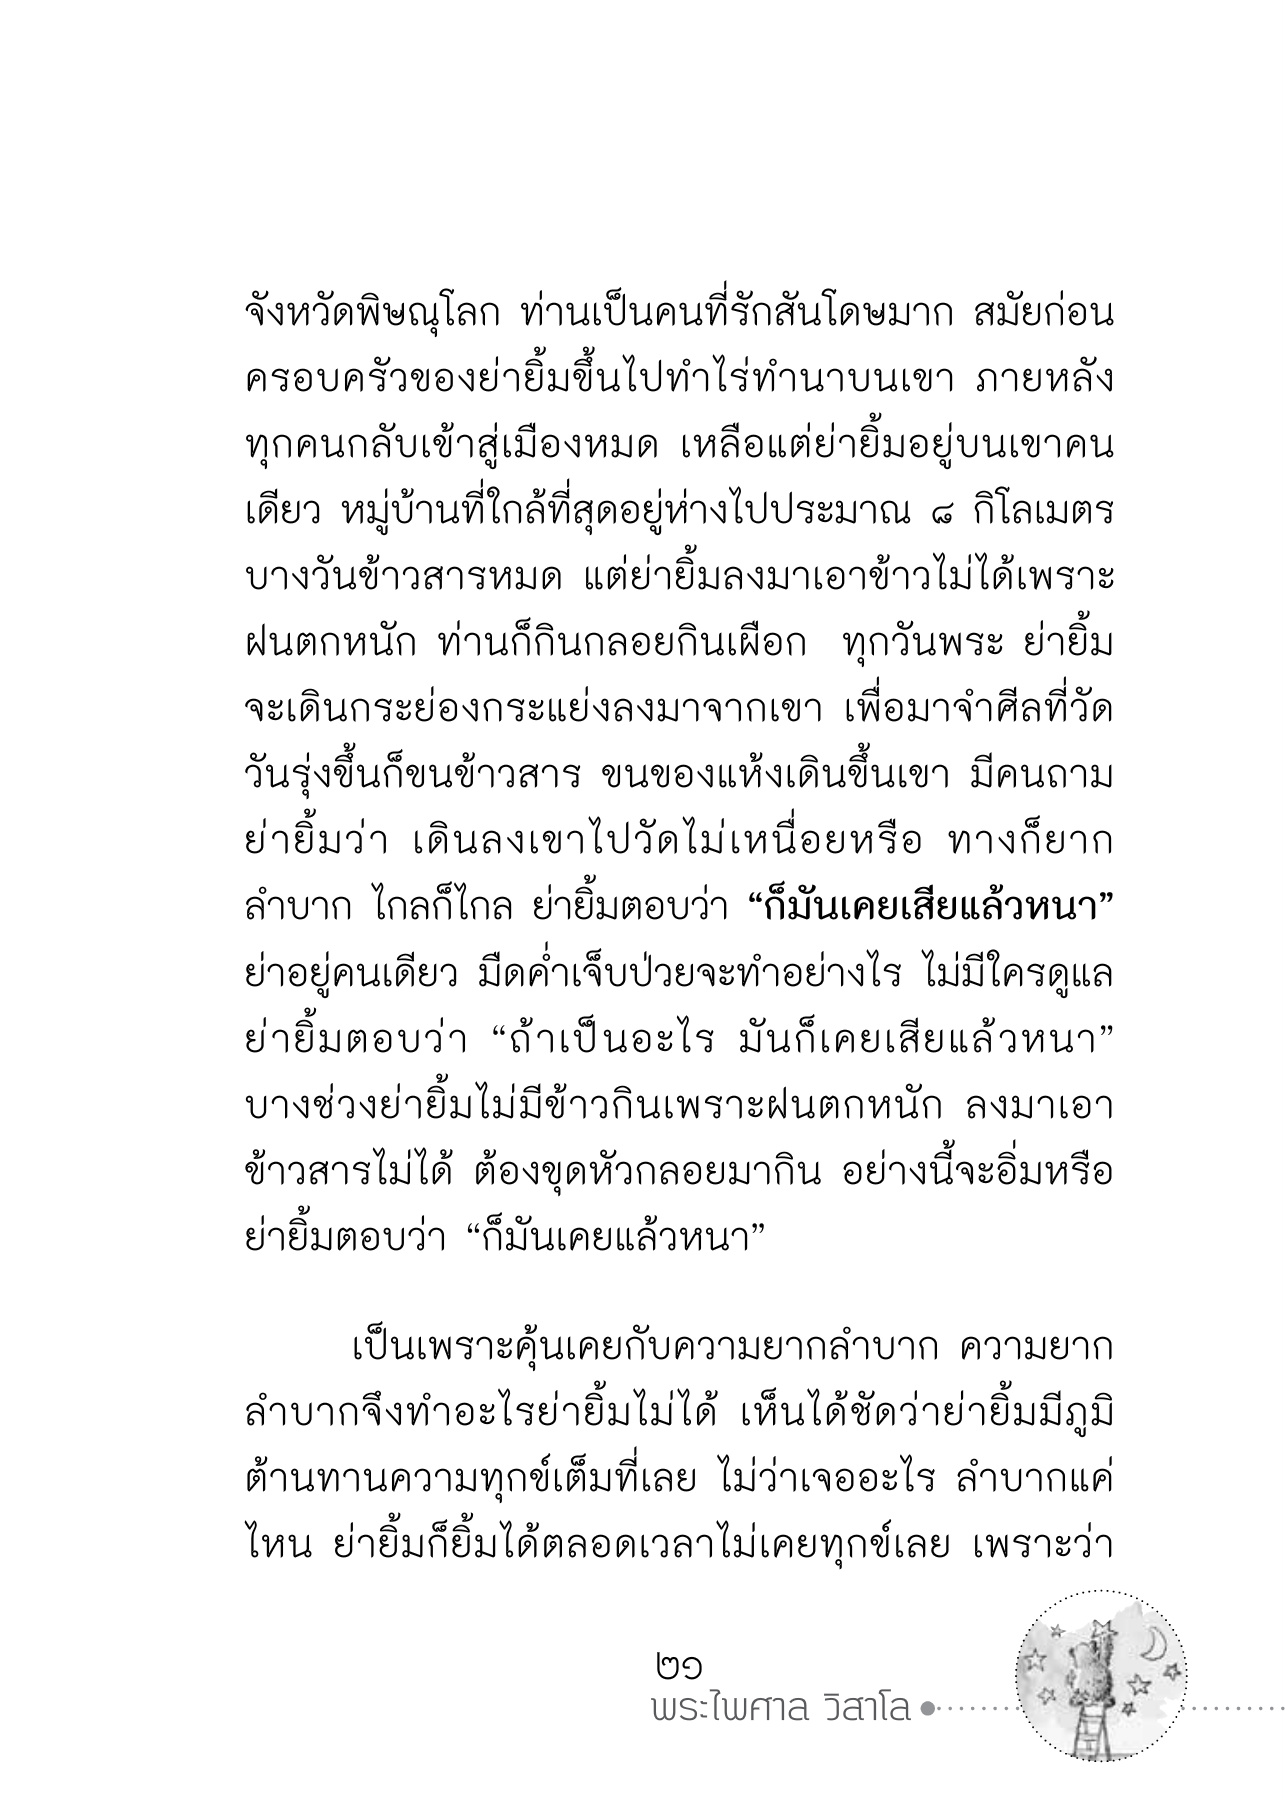 จังหวัดพิษณุโลก ท่านเป็นคนที่รักสันโดษมาก สมัยก่อน
ครอบครัวของย่ายิ้มขึ้นไปทำไร่ทำนาบนเขา ภายหลัง
ทุกคนกลับเข้าสู่เมืองหมด เหลือแต่ย่ายิ้มอยู่บนเขาคน
เดียว หมู่บ้านที่ใกล้ที่สุดอยู่ห่างไปประมาณ ๘ กิโลเมตร
บางวันข้าวสารหมด แต่ย่ายิ้มลงมาเอาข้าวไม่ได้เพราะ
ฝนตกหนัก ท่านก็กินกลอยกินเผือก ทุกวันพระ ย่ายิ้ม
จะเดินกระย่องกระแย่งลงมาจากเขา เพื่อมาจำศีลที่วัด
วันรุ่งขึ้นก็ขนข้าวสาร ขนของแห้งเดินขึ้นเขา มีคนถาม
ย่ายิ้มว่า เดินลงเขาไปวัดไม่เหนื่อยหรือ ทางก็ยาก
ลำบาก ไกลก็ไกล ย่ายิ้มตอบว่า “ก็มันเคยเสียแล้วหนา”
ย่าอยู่คนเดียว มืดค่ำเจ็บป่วยจะทำอย่างไร ไม่มีใครดูแล
ย่ายิ้มตอบว่า “ถ้าเป็นอะไร มันก็เคยเสียแล้วหนา”
บางช่วงย่ายิ้มไม่มีข้าวกินเพราะฝนตกหนัก ลงมาเอา
ข้าวสารไม่ได้ ต้องขุดหัวกลอยมากิน อย่างนี้จะอิ่มหรือ
ย่ายิ้มตอบว่า “ก็มันเคยแล้วหนา”
เป็นเพราะคุ้นเคยกับความยากลำบาก ความยาก
ลำบากจึงทำอะไรย่ายิ้มไม่ได้ เห็นได้ชัดว่าย่ายิ้มมีภูมิ
ต้านทานความทุกข์เต็มที่เลย ไม่ว่าเจออะไร ลำบากแค่
ไหน ย่ายิ้มก็ยิ้มได้ตลอดเวลาไม่เคยทุกข์เลย เพราะว่า
๒๑
พระไพศาล วิสาโล